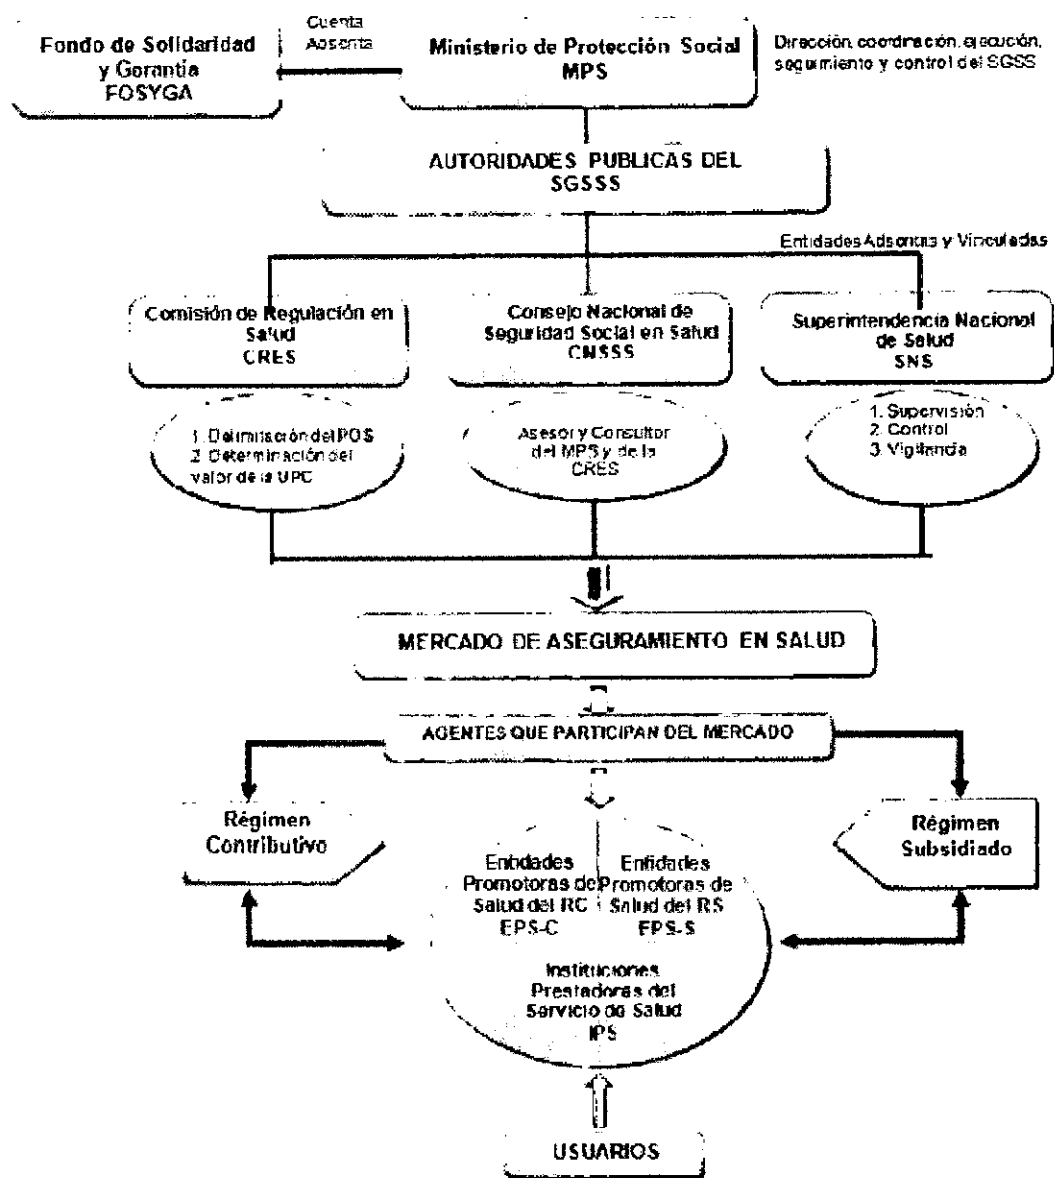 Cuenta
Adscrita
Fondo de Solidaridad
y Gorantía
FOSYGA
Ministerio de Protección Social
MPS
Dirección, coordinación, ejecución,
seguimiento y control del SGSS
AUTORIDADES PUBLICAS DEL
SGSSS
Entidades Adscritas y Vinculadas
Comisión de Regulación en
Salud
CRES
Consejo Nacional de
Seguridad Social en Salud
CNSSS
Superintendencia Nacional
de Salud
SNS
1. Delimitación del POS
2. Determinación del
valor de la UPC
Asesor y Consultor
del MPS y de la
CRES
1. Supervisión
2. Control
3. Vigilancia
MERCADO DE ASEGURAMIENTO EN SALUD
AGENTES QUE PARTICIPAN DEL MERCADO
Régimen
Contributivo
Régimen
Subsidiado
Entidades
Promotoras de
Salud del RC
EPS-C
Entidades
Promotoras de
Salud del RS
EPS-S
Instituciones
Prestadoras del
Servicio de Salud
IPS
USUARIOS